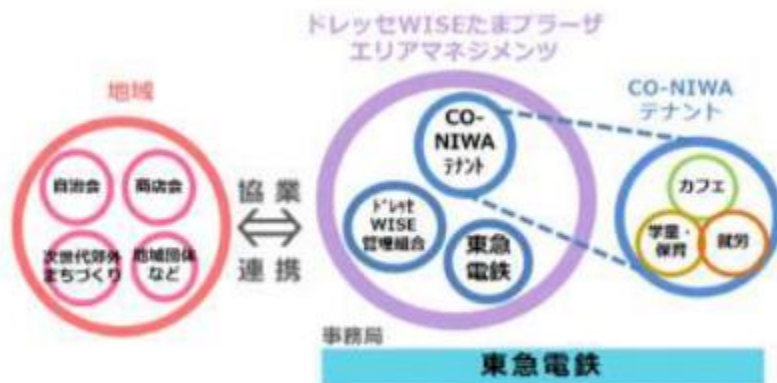 ドレッセWISEたまプラーザ
エリアマネジメンツ
地域
自治会
商店会
次世代郊外
まちづくり
地域団体
など
協業
連携
CO-
NIWA
テナント
ドレッセ
WISE
管理組合
東急
電鉄
CO-NIWA
テナント
カフェ
学童・
保育
就労
事務局
東急電鉄